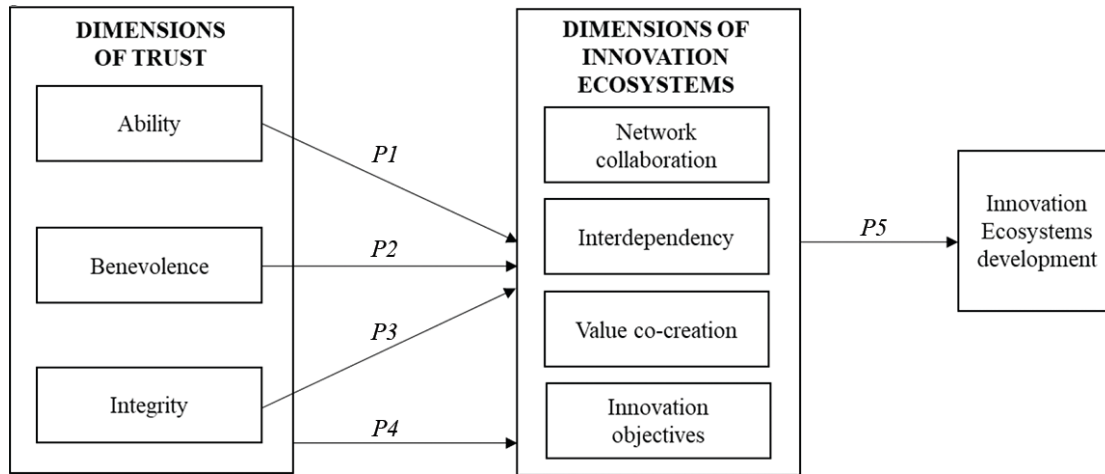 DIMENSIONS
OF TRUST
Ability
Benevolence
Integrity
P1
P2
P3
P4
DIMENSIONS OF
INNOVATION
ECOSYSTEMS
Network
collaboration
Interdependency
Value co-creation
Innovation
objectives
P5
Innovation
Ecosystems
development